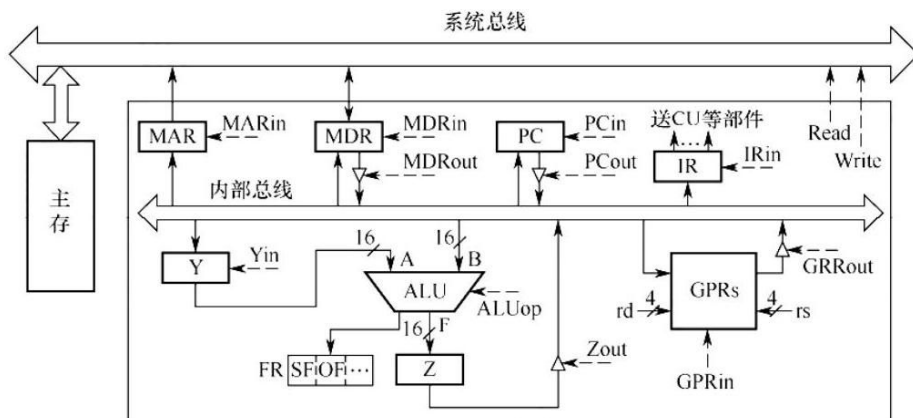 系统总线
MAR
MARin
MDR
MDRin
MDRout
PC
PCin
PCout
送CU等部件
…
IR
IRin
Read
Write
主存
内部总线
Y
Yin
16
16
A
B
ALU
ALUop
16
F
FR
SF
OF
…
Z
Zout
GPRs
GRRout
rd
4
4
rs
GPRin